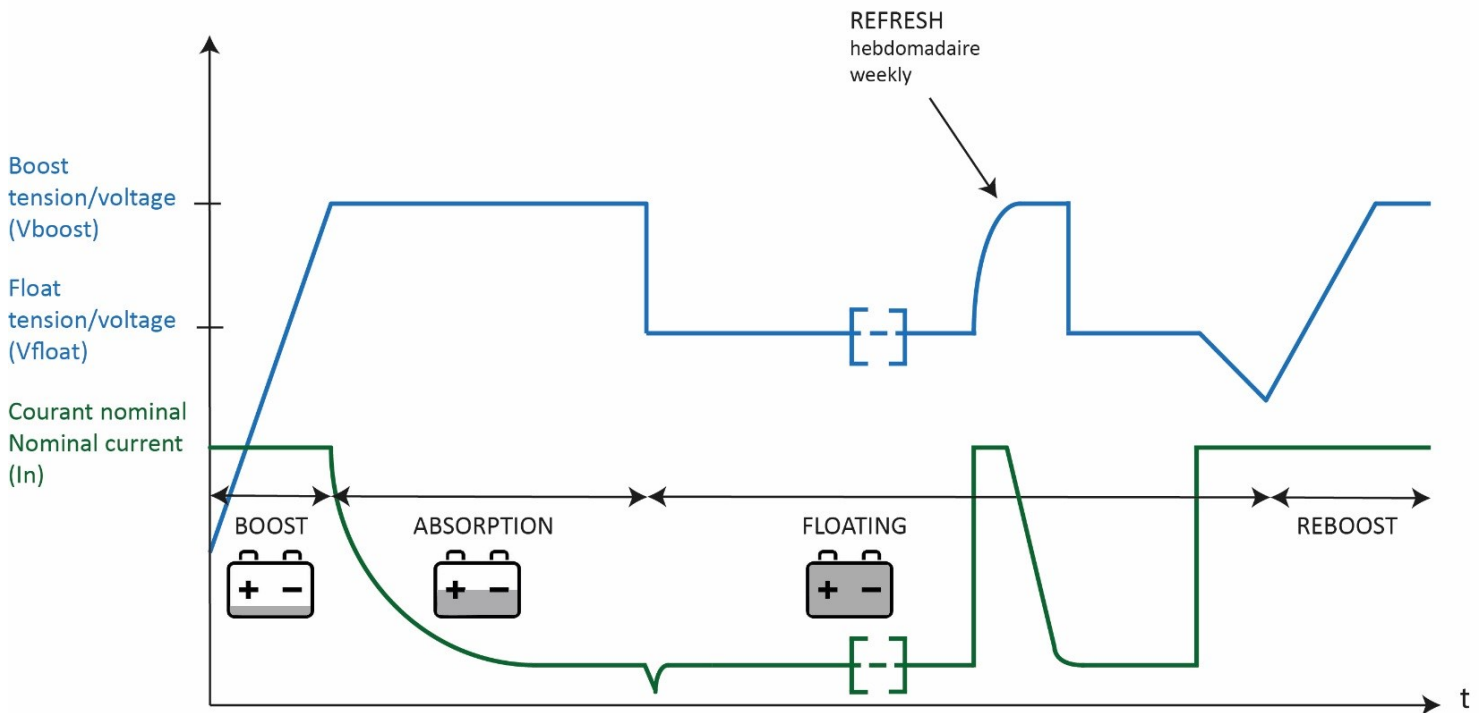 REFRESH
hebdomadaire
weekly
Boost
tension/voltage
(Vboost)
Float
tension/voltage
(Vfloat)
Courant nominal
Nominal current
(In)
BOOST
ABSORPTION
FLOATING
REBOOST
+ −
+ −
+ −
t